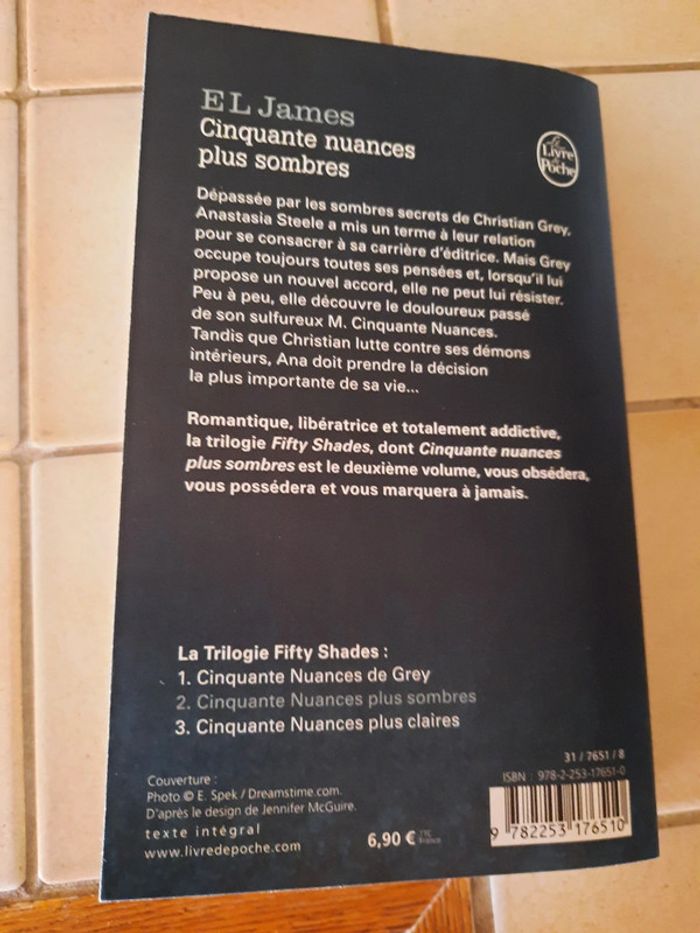 E L James
Cinquante nuances
plus sombres
Le
Livre
de
Poche
Dépassée par les sombres secrets de Christian Grey,
Anastasia Steele a mis un terme à leur relation
pour se consacrer à sa carrière d'éditrice. Mais Grey
occupe toujours toutes ses pensées et, lorsqu'il lui
propose un nouvel accord, elle ne peut lui résister.
Peu à peu, elle découvre le douloureux passé
de son sulfureux M. Cinquante Nuances.
Tandis que Christian lutte contre ses démons
intérieurs, Ana doit prendre la décision
la plus importante de sa vie...
Romantique, libératrice et totalement addictive,
la trilogie Fifty Shades, dont Cinquante nuances
plus sombres est le deuxième volume, vous obsédera,
vous possédera et vous marquera à jamais.
La Trilogie Fifty Shades :
1. Cinquante Nuances de Grey
2. Cinquante Nuances plus sombres
3. Cinquante Nuances plus claires
Couverture :
Photo © E. Spek / Dreamstime.com.
D'après le design de Jennifer McGuire.
texte intégral
www.livredepoche.com
6,90 € TTC
France
31 / 7651 / 8
ISBN : 978-2-253-17651-0
9 782253 176510